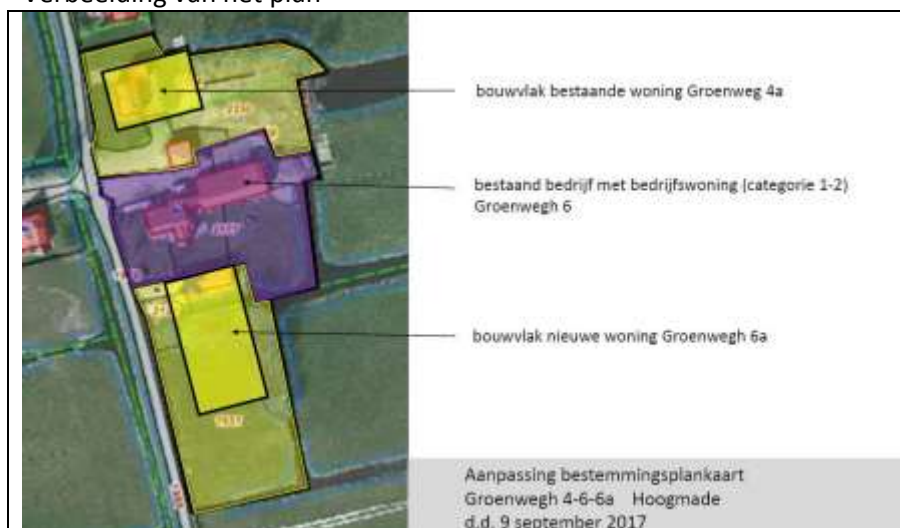 Verbeelding van het plan
bouwvlak bestaande woning Groenweg 4a
bestaand bedrijf met bedrijfswoning (categorie 1-2)
Groenwegh 6
bouwvlak nieuwe woning Groenwegh 6a
Aanpassing bestemmingsplankaart
Groenwegh 4-6-6a Hoogmade
d.d. 9 september 2017